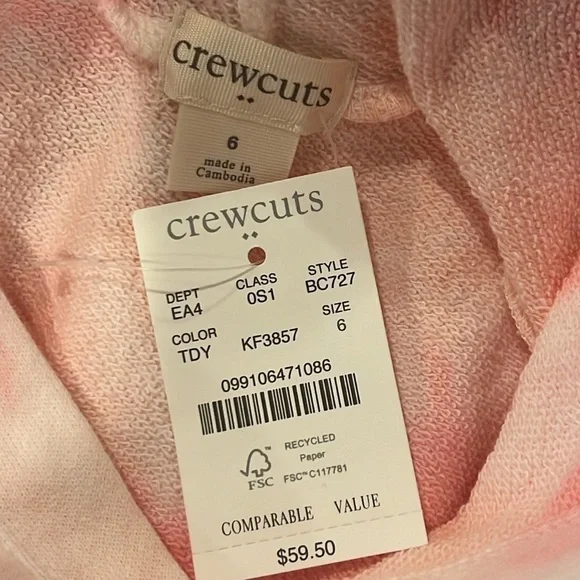 crewcuts
6
made in
Cambodia
crewcuts
DEPT CLASS STYLE
EA4 0S1 BC727
COLOR SIZE
TDY KF3857 6
099106471086
FSC™
RECYCLED
Paper
FSC™ C117781
COMPARABLE VALUE
$59.50